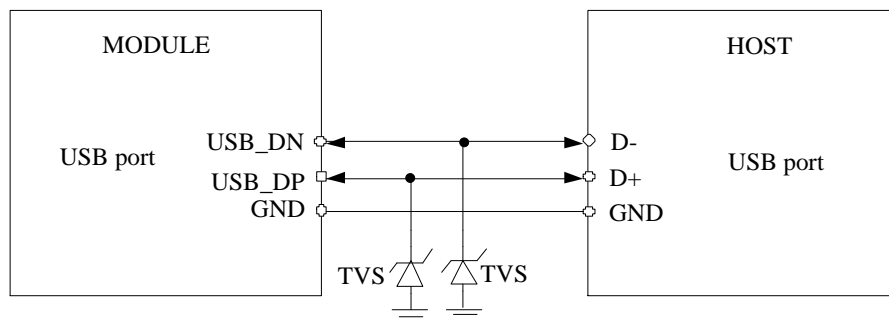 MODULE
HOST
USB_DN
D-
USB port
USB port
USB_DP
D+
GND
GND
TVS
TVS